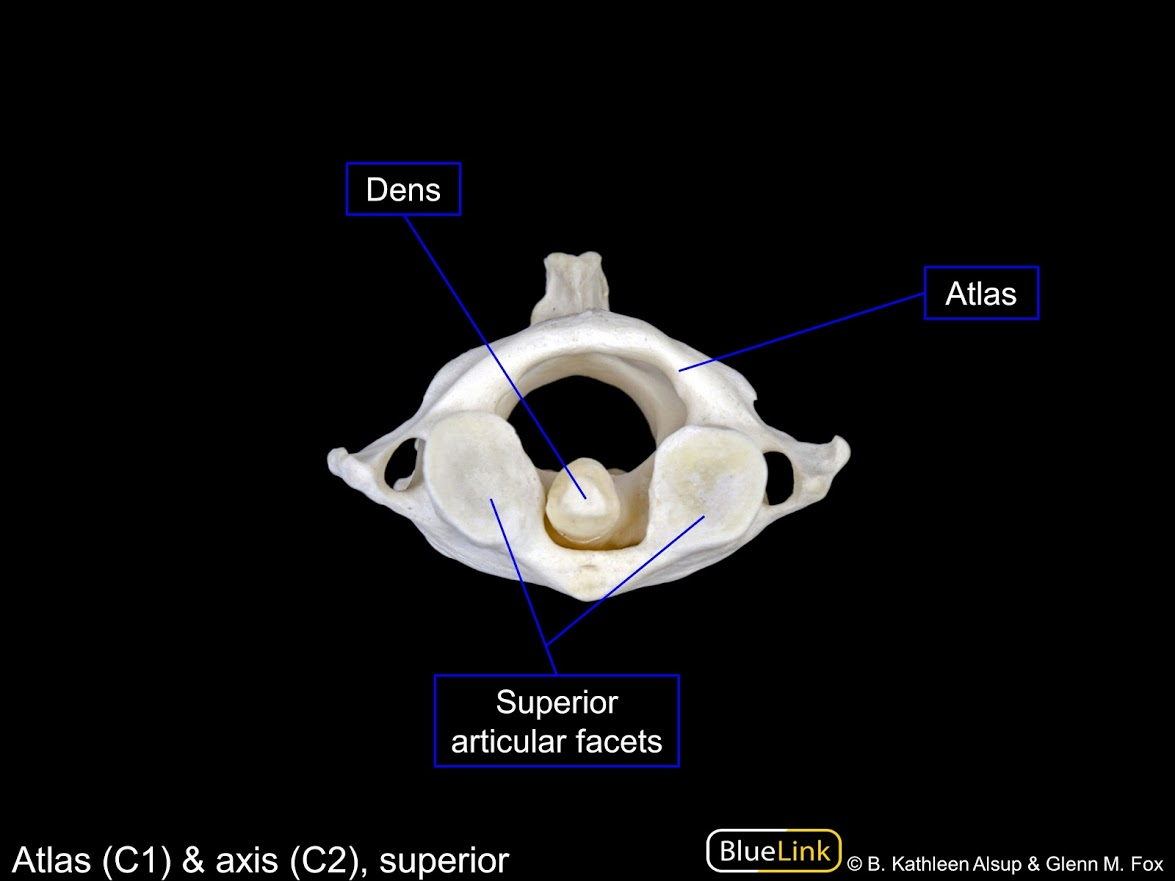 Dens
Atlas
Superior
articular facets
Atlas (C1) & axis (C2), superior
BlueLink
© B. Kathleen Alsup & Glenn M. Fox